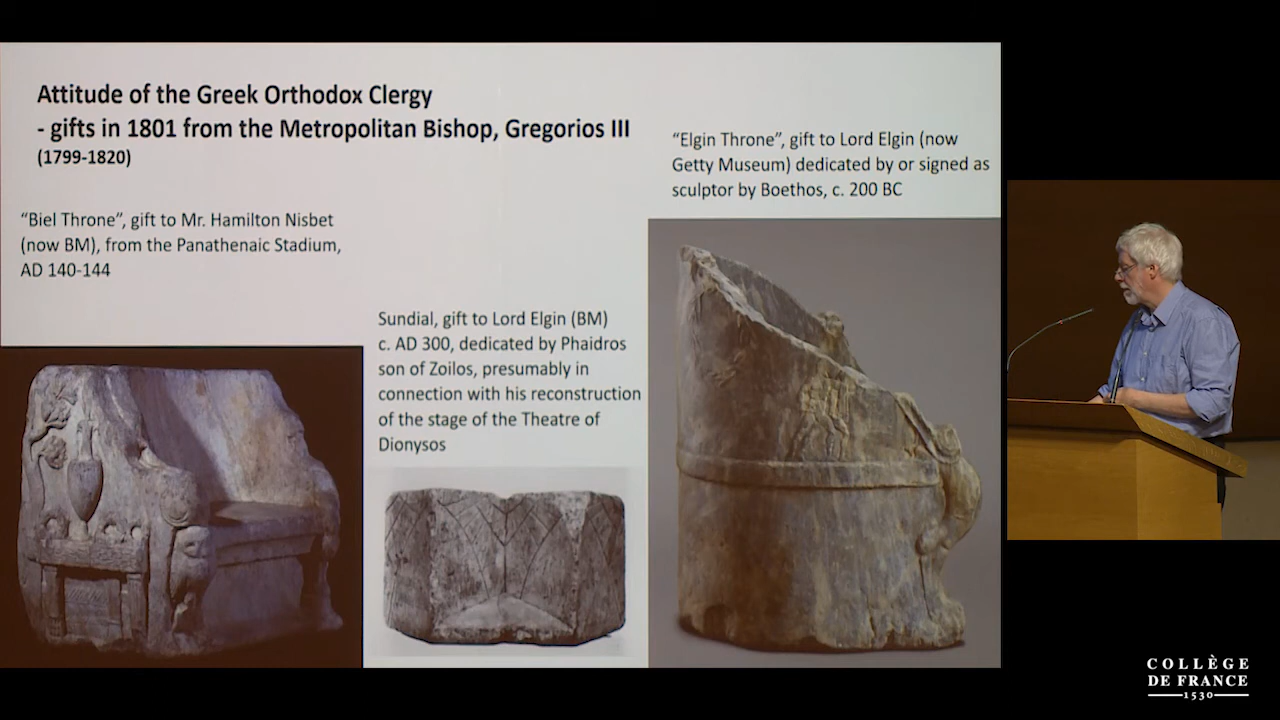 Attitude of the Greek Orthodox Clergy
- gifts in 1801 from the Metropolitan Bishop, Gregorios III
(1799-1820)
"Biel Throne", gift to Mr. Hamilton Nisbet
(now BM), from the Panathenaic Stadium,
AD 140-144
Sundial, gift to Lord Elgin (BM)
c. AD 300, dedicated by Phaidros
son of Zoilos, presumably in
connection with his reconstruction
of the stage of the Theatre of
Dionysos
"Elgin Throne", gift to Lord Elgin (now
Getty Museum) dedicated by or signed as
sculptor by Boethos, c. 200 BC
COLLÈGE
DE FRANCE
1530